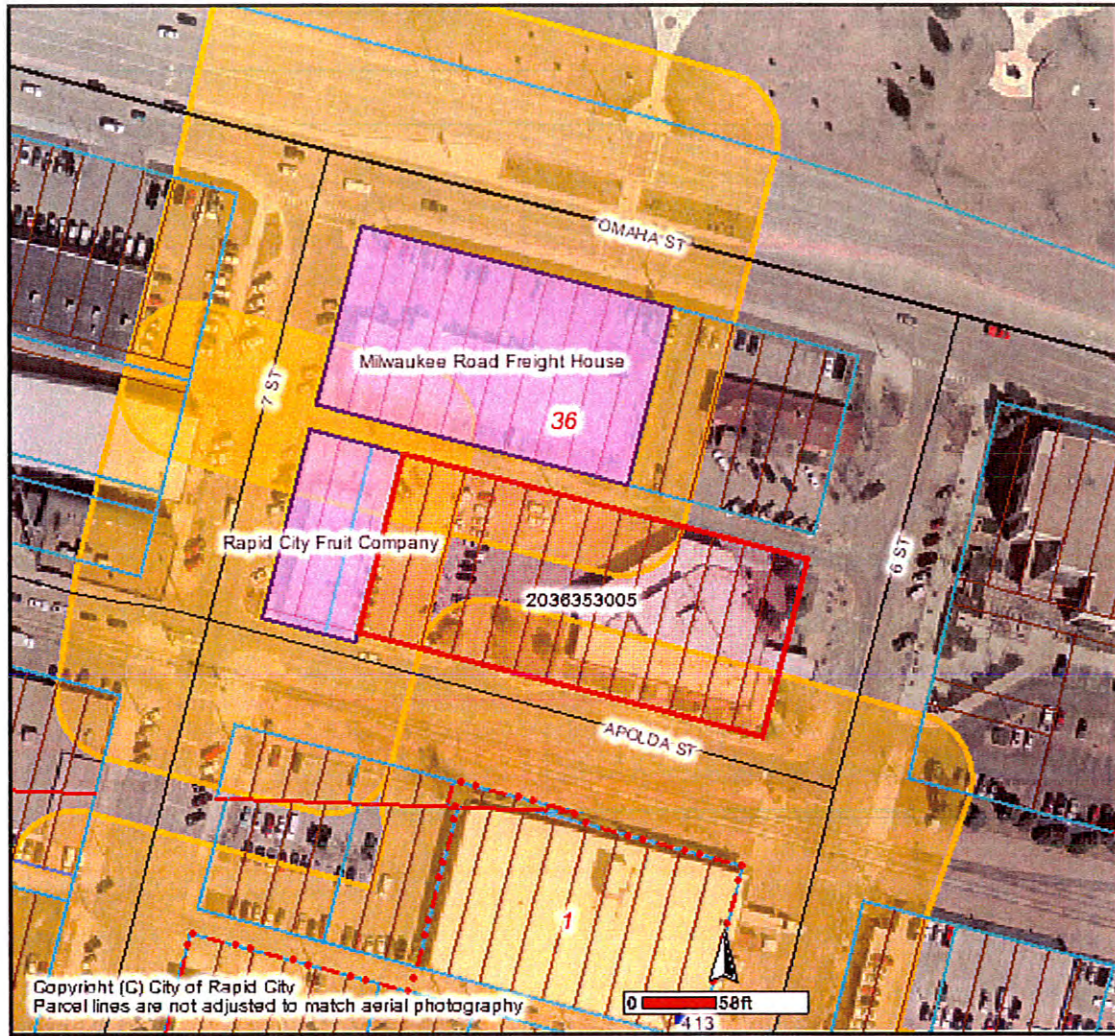 OMAHA ST
Milwaukee Road Freight House
7 ST
36
Rapid City Fruit Company
6 ST
2036353005
APOLDA ST
1
Copyright (C) City of Rapid City
Parcel lines are not adjusted to match aerial photography
0 58ft
413